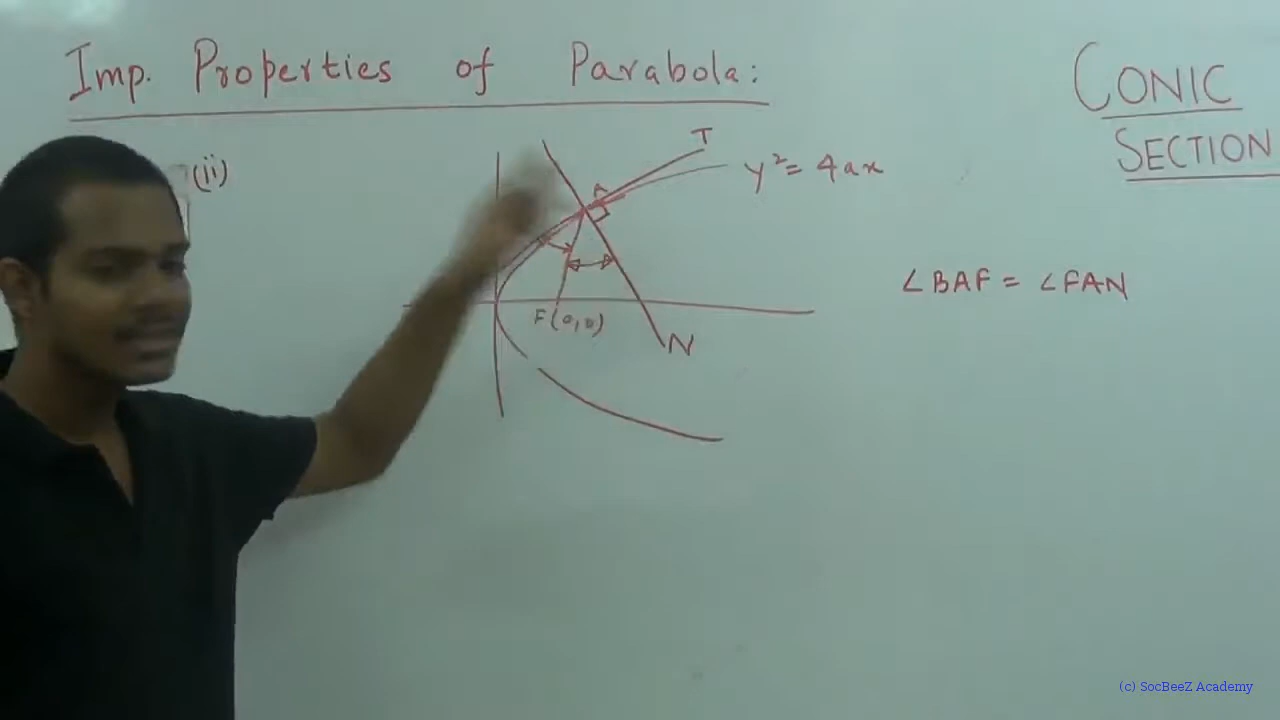 Imp. Properties of Parabola:
CONIC
SECTION
(ii)
T
y² = 4ax
A
∠BAF = ∠FAN
F(0,0)
N
(c) SocBeeZ Academy